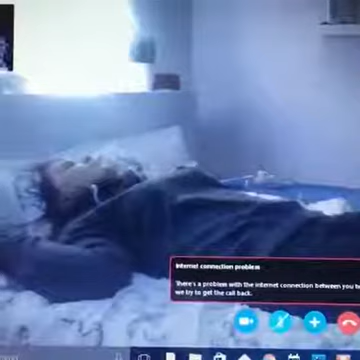 Internet connection problem
There's a problem with the internet connection between you
we try to get the call back.